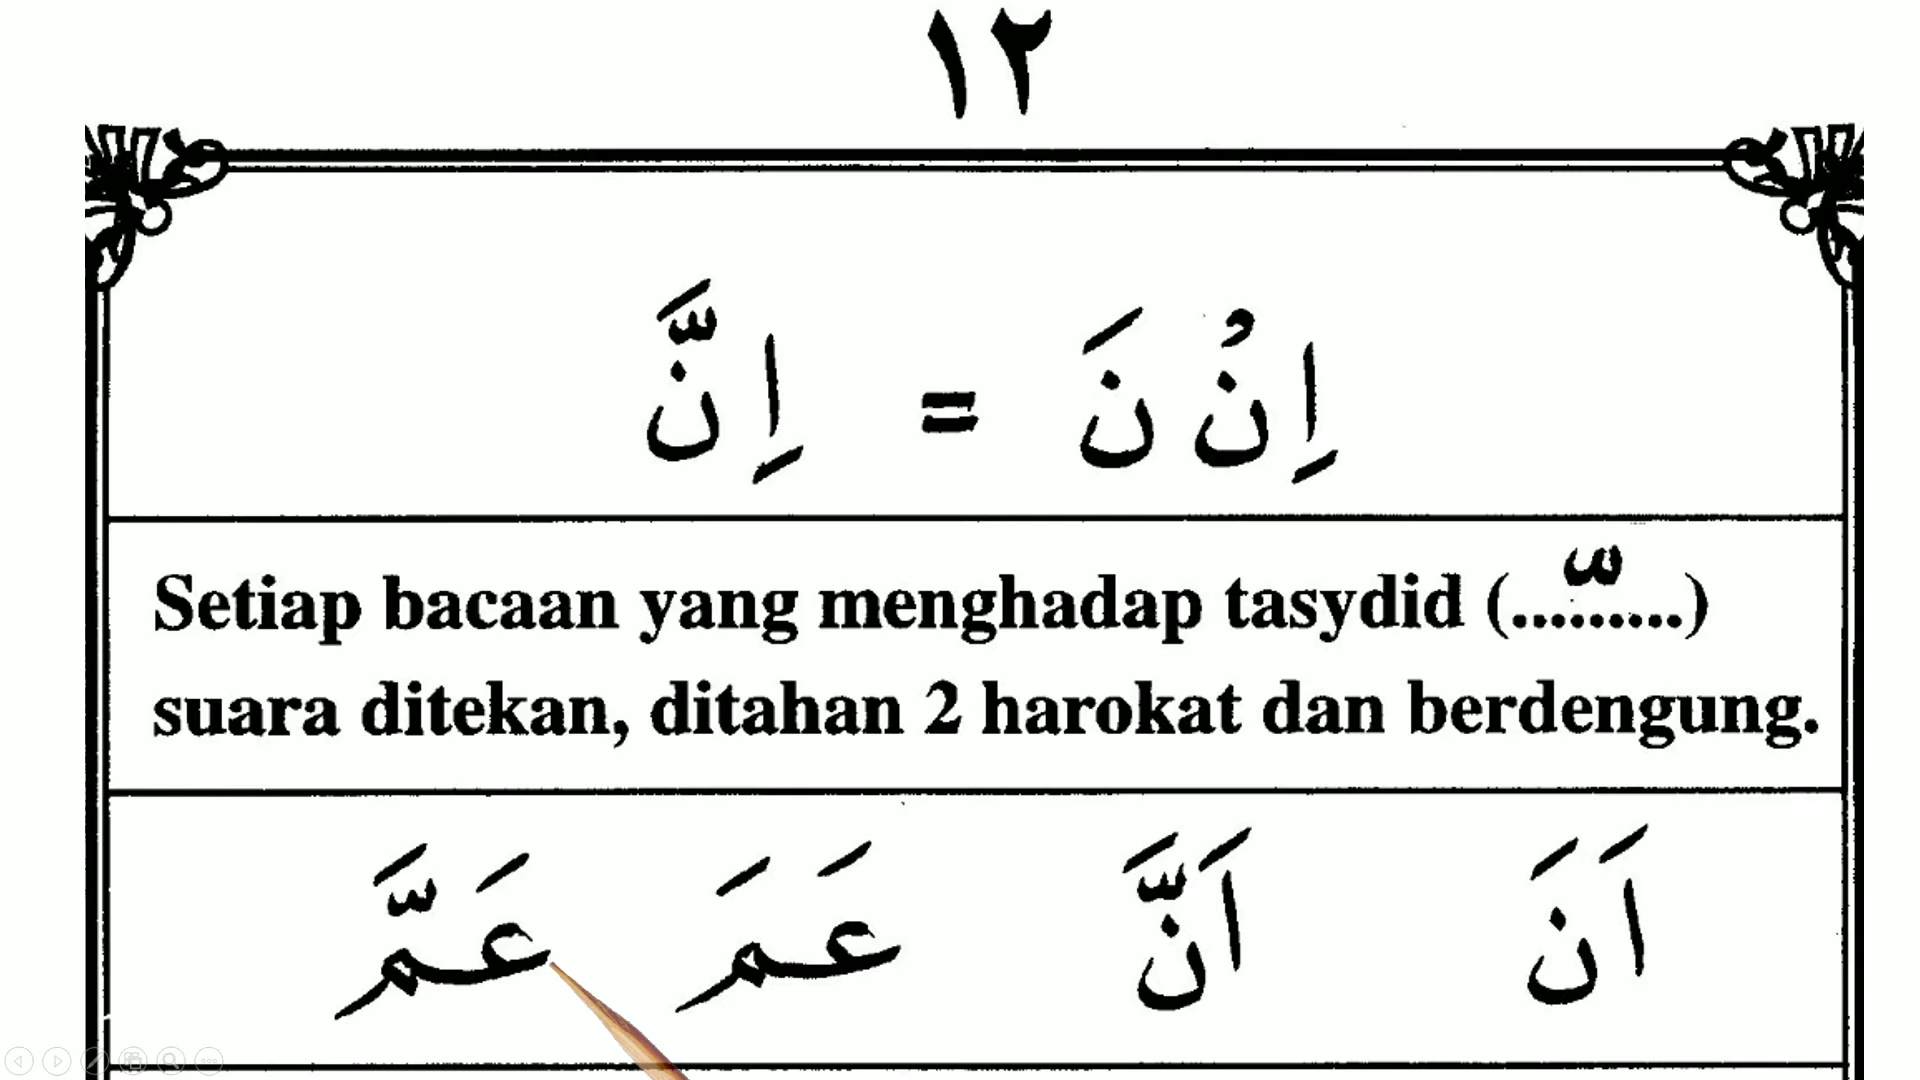 ١٢
اِنْ نَ = اِنَّ
Setiap bacaan yang menghadap tasydid (....ّ.....)
suara ditekan, ditahan 2 harokat dan berdengung.
اَنَ اَنَّ عَمَ عَمَّ